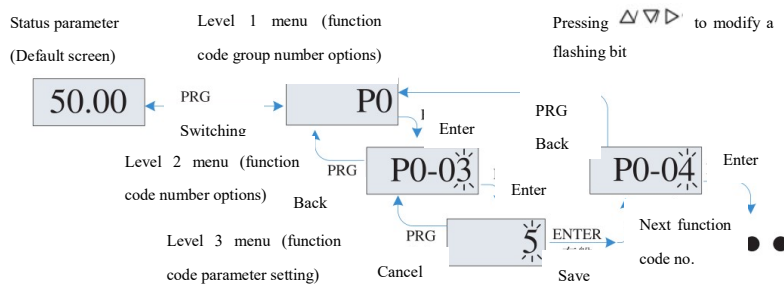 Status parameter
(Default screen)
Level 1 menu (function
code group number options)
Pressing △/▽/▷ to modify a
flashing bit
50.00
PRG
Switching
P0
Enter
PRG
Back
Level 2 menu (function
code number options)
PRG
Back
P0-03
Enter
P0-04
Enter
Level 3 menu (function
code parameter setting)
PRG
Cancel
5
ENTER
Save
Next function
code no.